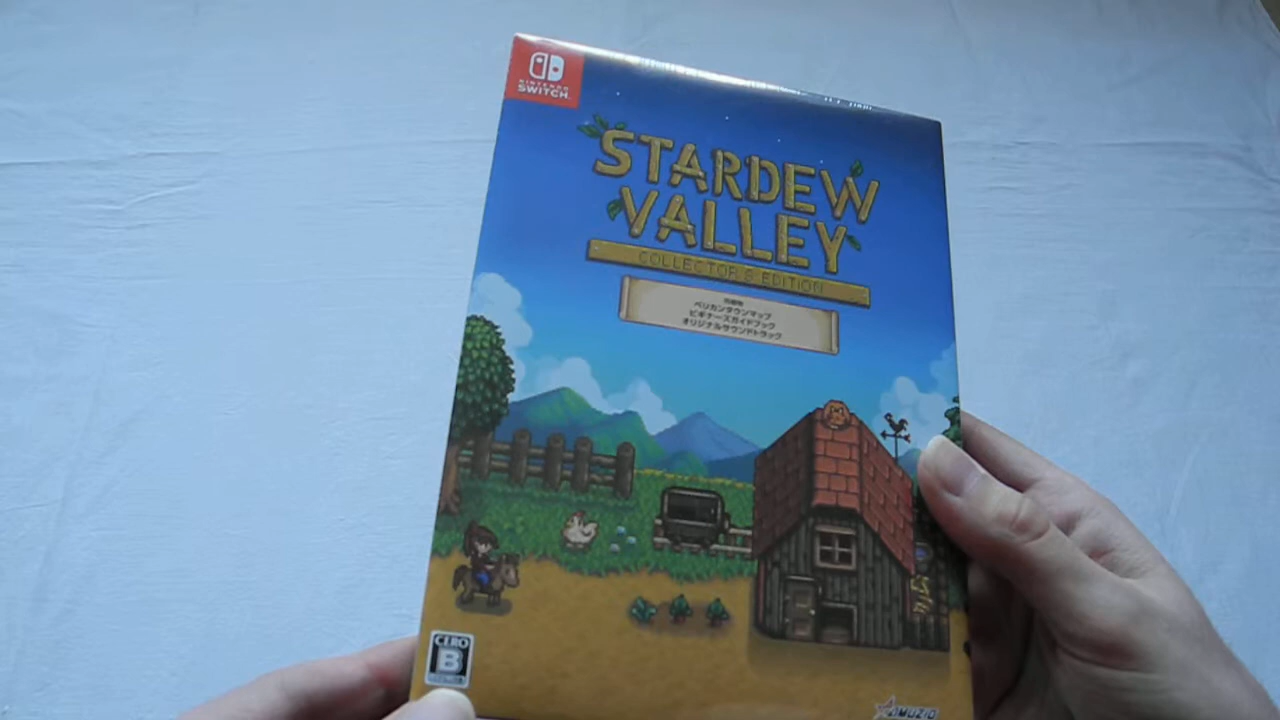 NINTENDO
SWITCH
STARDEW
VALLEY
COLLECTOR'S EDITION
同梱物
ペリカンタウンマップ
ビギナーズガイドブック
オリジナルサウンドトラック
CERO
B
AMUZIO